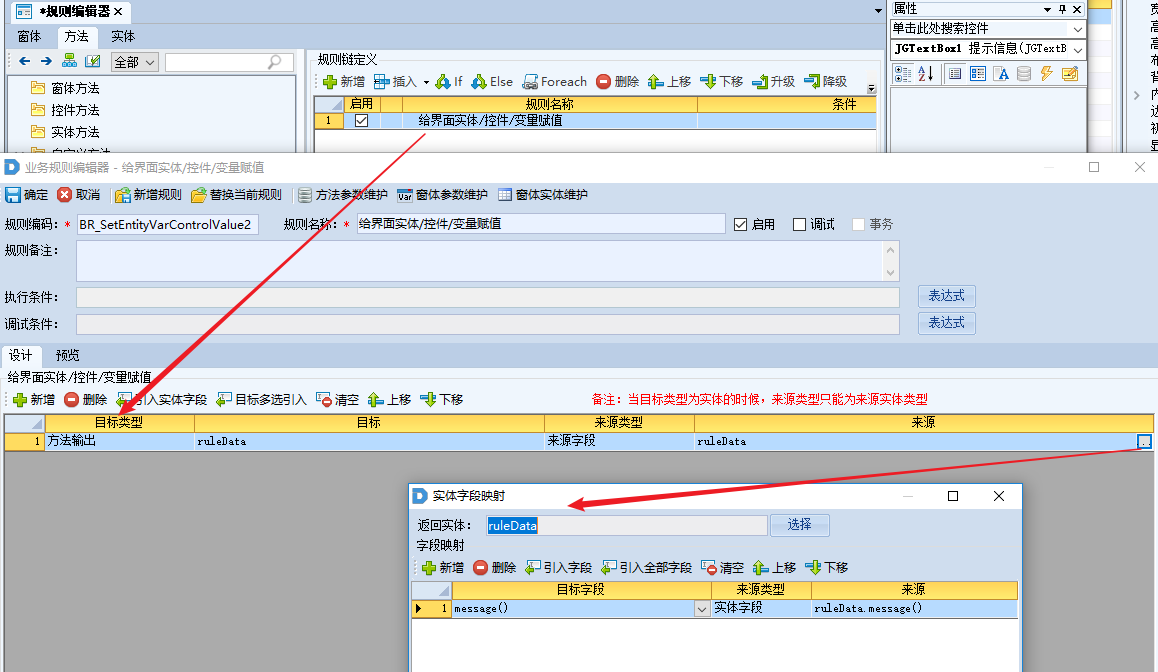 *规则编辑器
属性
窗体 方法 实体
单击此处搜索控件
全部
规则链定义
JGTextBox1 提示信息(JGTextB
新增 插入 If Else Foreach 删除 上移 下移 升级 降级
窗体方法
启用 规则名称 条件
控件方法
1 给界面实体/控件/变量赋值
实体方法
自定义方法
业务规则编辑器 - 给界面实体/控件/变量赋值
确定 取消 新增规则 替换当前规则 方法参数维护 窗体参数维护 窗体实体维护
规则编码: * BR_SetEntityVarControlValue2 规则名称: * 给界面实体/控件/变量赋值 启用 调试 事务
规则备注:
执行条件: 表达式
调试条件: 表达式
设计 预览
给界面实体/控件/变量赋值
新增 删除 引入实体字段 目标多选引入 清空 上移 下移 备注: 当目标类型为实体的时候, 来源类型只能为来源实体类型
目标类型 目标 来源类型 来源
1 方法输出 ruleData 来源字段 ruleData ...
实体字段映射
返回实体: ruleData 选择
字段映射
新增 删除 引入字段 引入全部字段 清空 上移 下移
目标字段 来源类型 来源
1 message() 实体字段 ruleData.message()